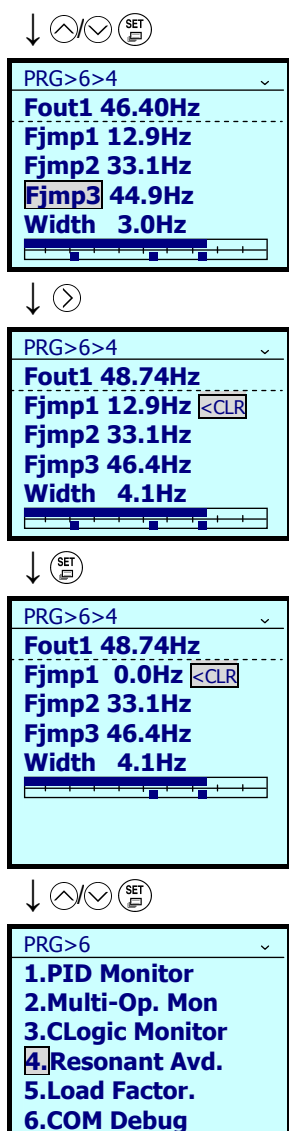 ↓ / SET
PRG>6>4
Fout1 46.40Hz
Fjmp1 12.9Hz
Fjmp2 33.1Hz
Fjmp3 44.9Hz
Width 3.0Hz
↓
PRG>6>4
Fout1 48.74Hz
Fjmp1 12.9Hz <CLR
Fjmp2 33.1Hz
Fjmp3 46.4Hz
Width 4.1Hz
↓ SET
PRG>6>4
Fout1 48.74Hz
Fjmp1 0.0Hz <CLR
Fjmp2 33.1Hz
Fjmp3 46.4Hz
Width 4.1Hz
↓ / SET
PRG>6
1.PID Monitor
2.Multi-Op. Mon
3.CLogic Monitor
4.Resonant Avd.
5.Load Factor.
6.COM Debug